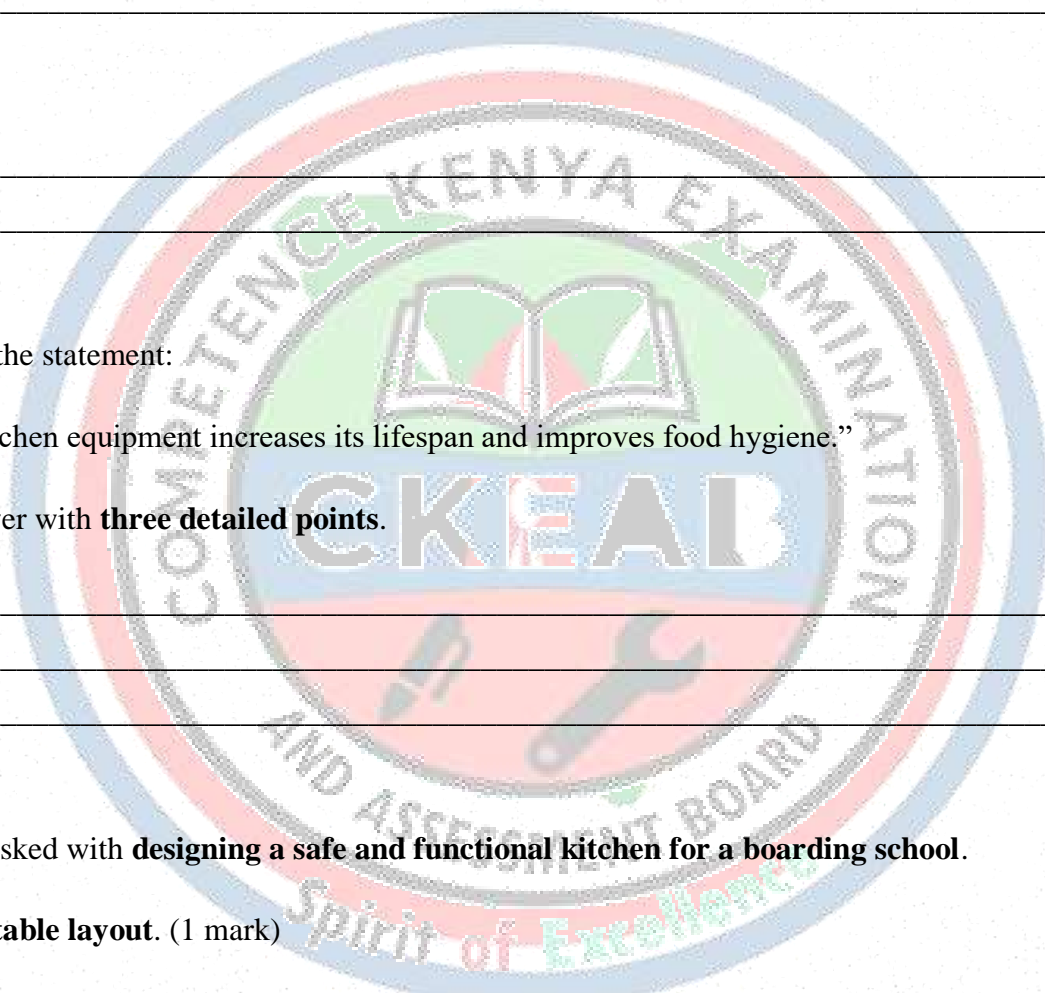 COMPETENCE KENYA EXAMINATION
the statement:
chen equipment increases its lifespan and improves food hygiene.”
CKEAB
er with three detailed points.
AND ASSESSMENT BOARD
sked with designing a safe and functional kitchen for a boarding school.
table layout. (1 mark)
Spirit of Excellence